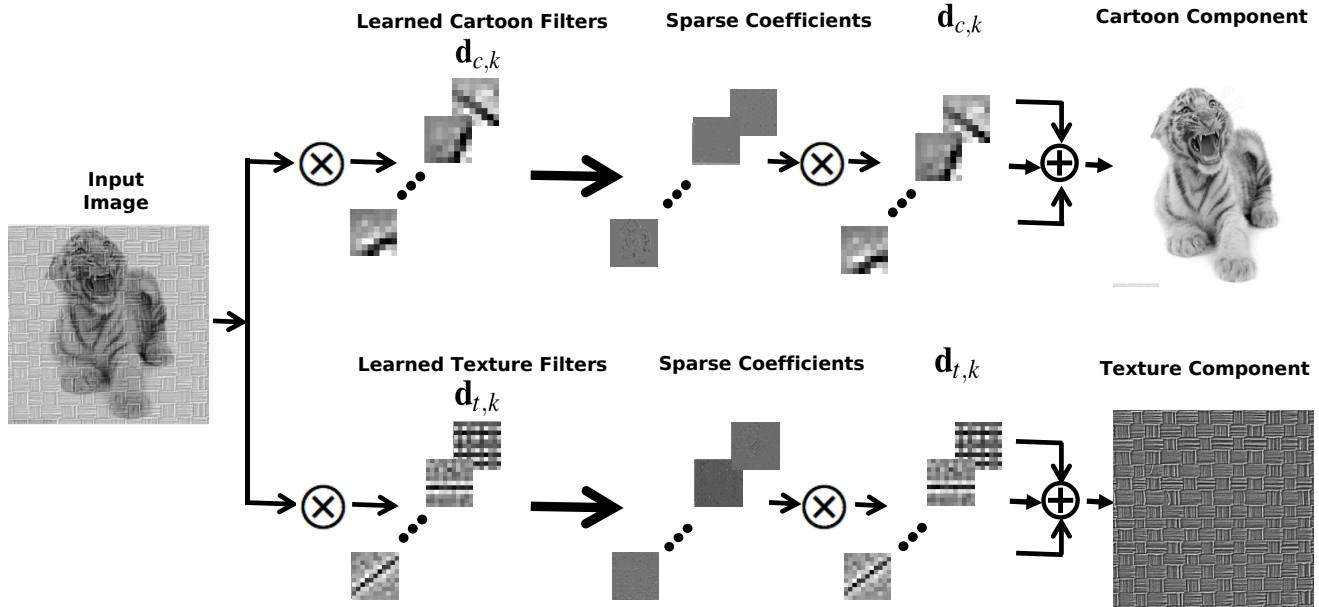 Learned Cartoon Filters
d_{c,k}
Sparse Coefficients
d_{c,k}
Cartoon Component
Input
Image
Learned Texture Filters
d_{t,k}
Sparse Coefficients
d_{t,k}
Texture Component